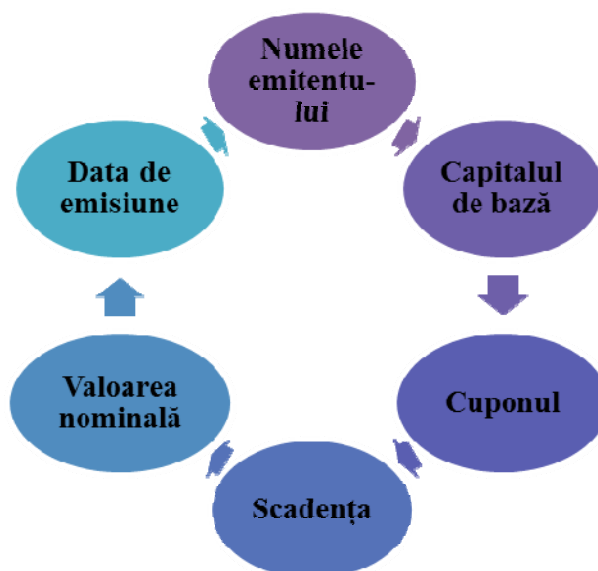 Numele
emitentu-
lui
Capitalul
de bază
Cuponul
Scadența
Valoarea
nominală
Data de
emisiune